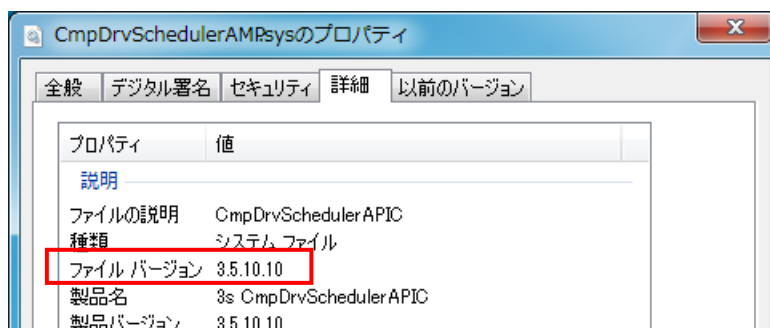 CmpDrvSchedulerAMP.sysのプロパティ
全般 デジタル署名 セキュリティ 詳細 以前のバージョン
プロパティ 値
説明
ファイルの説明 CmpDrvSchedulerAPIC
種類 システム ファイル
ファイル バージョン 3.5.10.10
製品名 3s CmpDrvSchedulerAPIC
製品バージョン 3.5.10.10